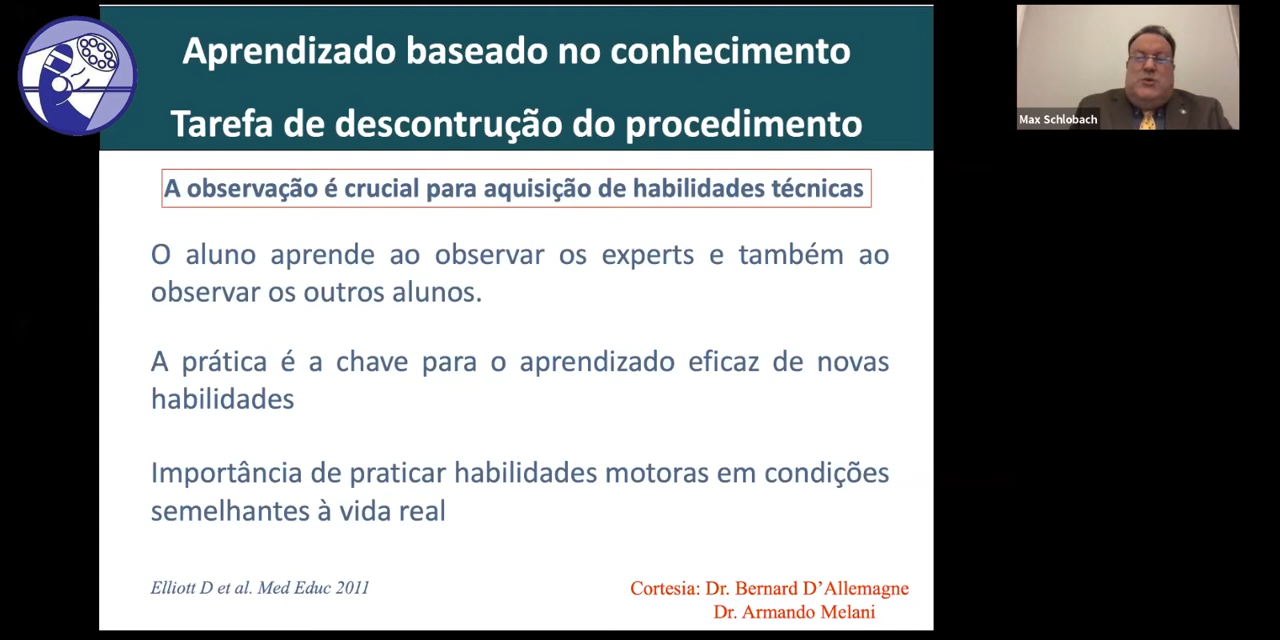 Aprendizado baseado no conhecimento
Tarefa de descontrução do procedimento
Max Schlobach
A observação é crucial para aquisição de habilidades técnicas
O aluno aprende ao observar os experts e também ao
observar os outros alunos.
A prática é a chave para o aprendizado eficaz de novas
habilidades
Importância de praticar habilidades motoras em condições
semelhantes à vida real
Elliott D et al. Med Educ 2011
Cortesia: Dr. Bernard D’Allemagne
Dr. Armando Melani